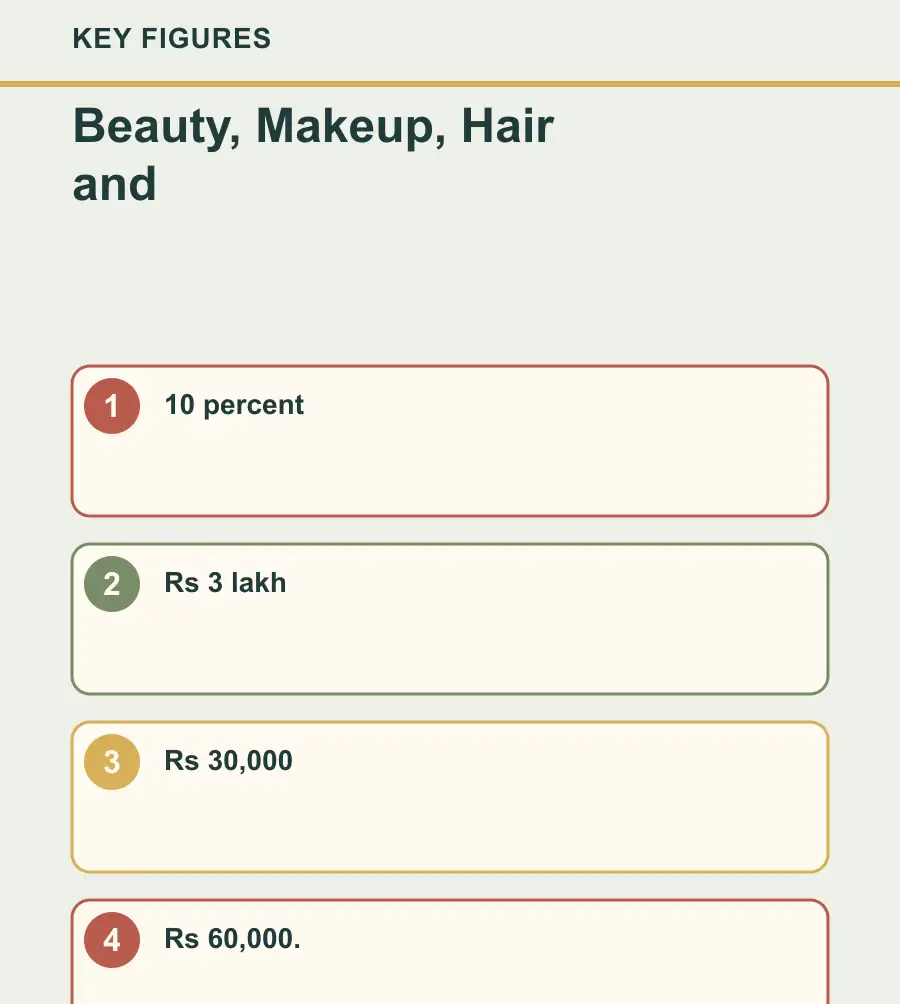 KEY FIGURES
Beauty, Makeup, Hair
and
1
10 percent
2
Rs 3 lakh
3
Rs 30,000
4
Rs 60,000.